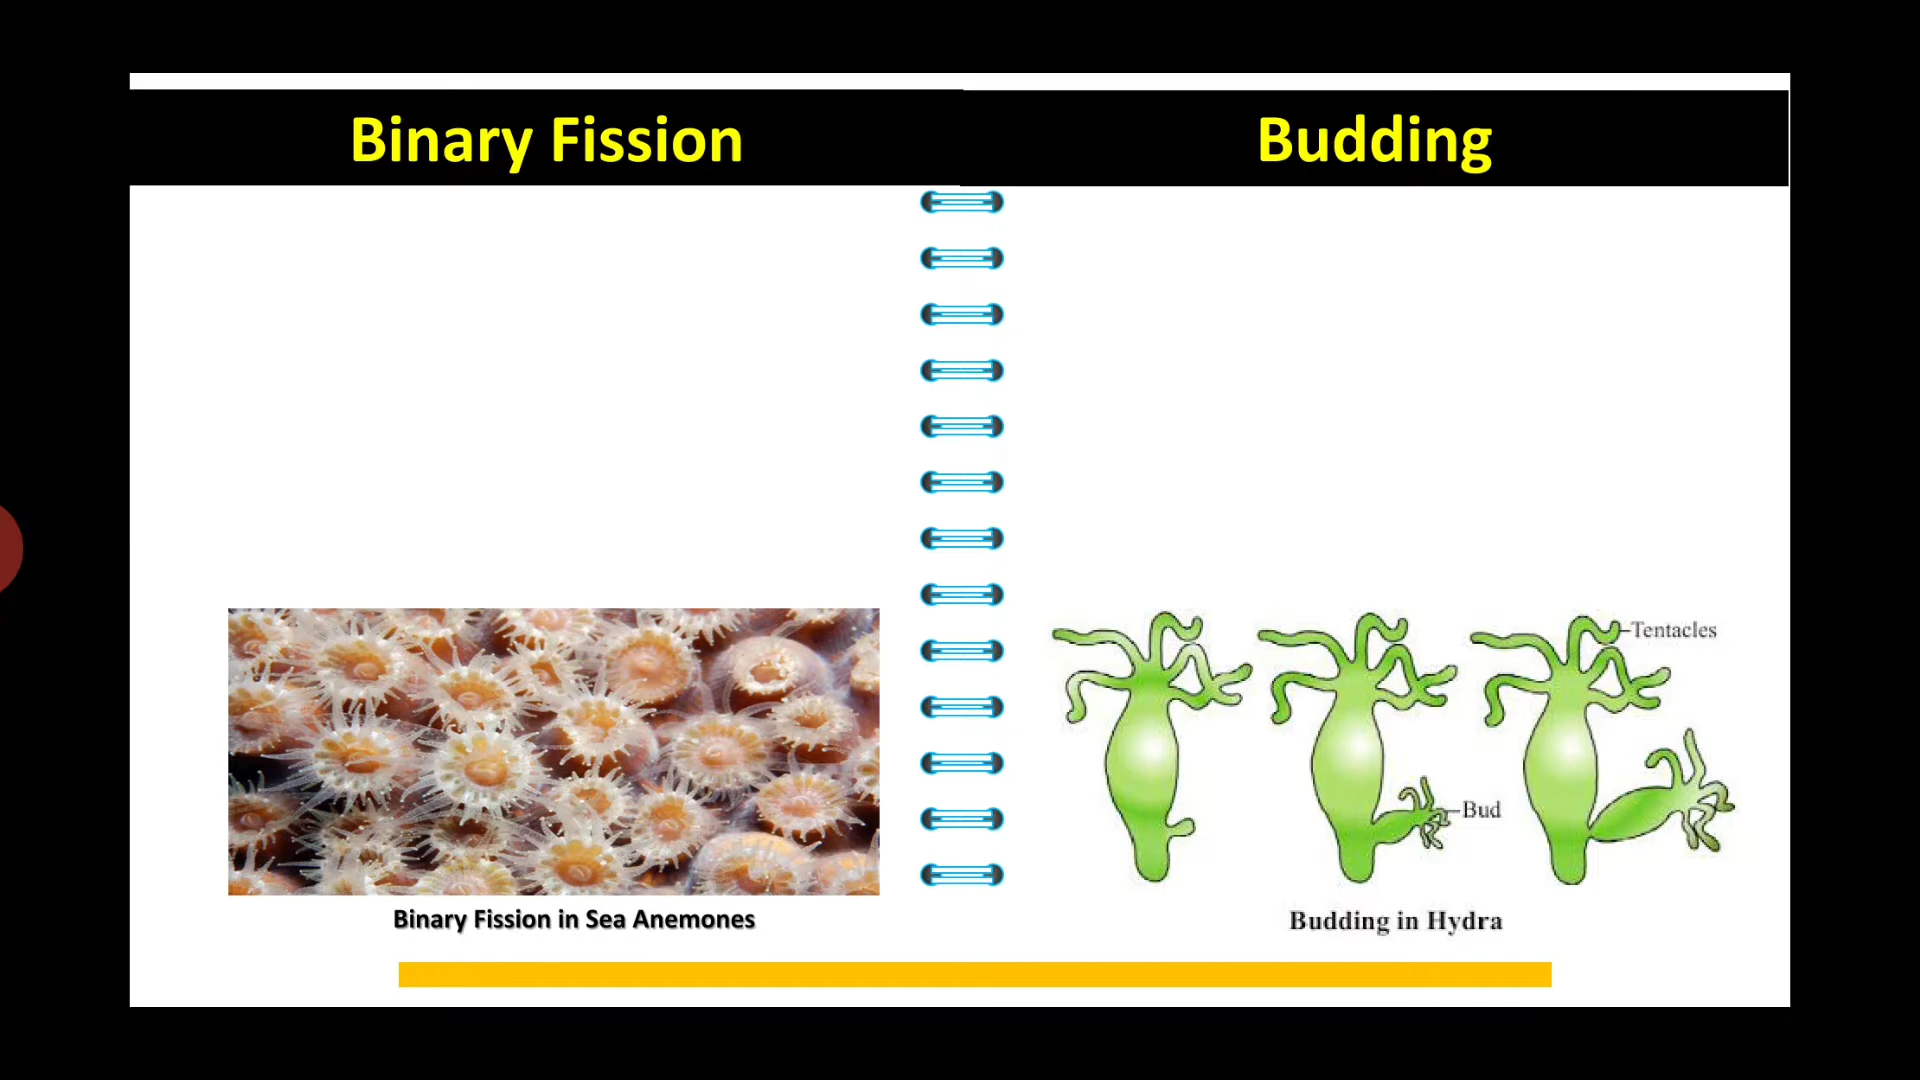 Binary Fission
Budding
Tentacles
Bud
Binary Fission in Sea Anemones
Budding in Hydra